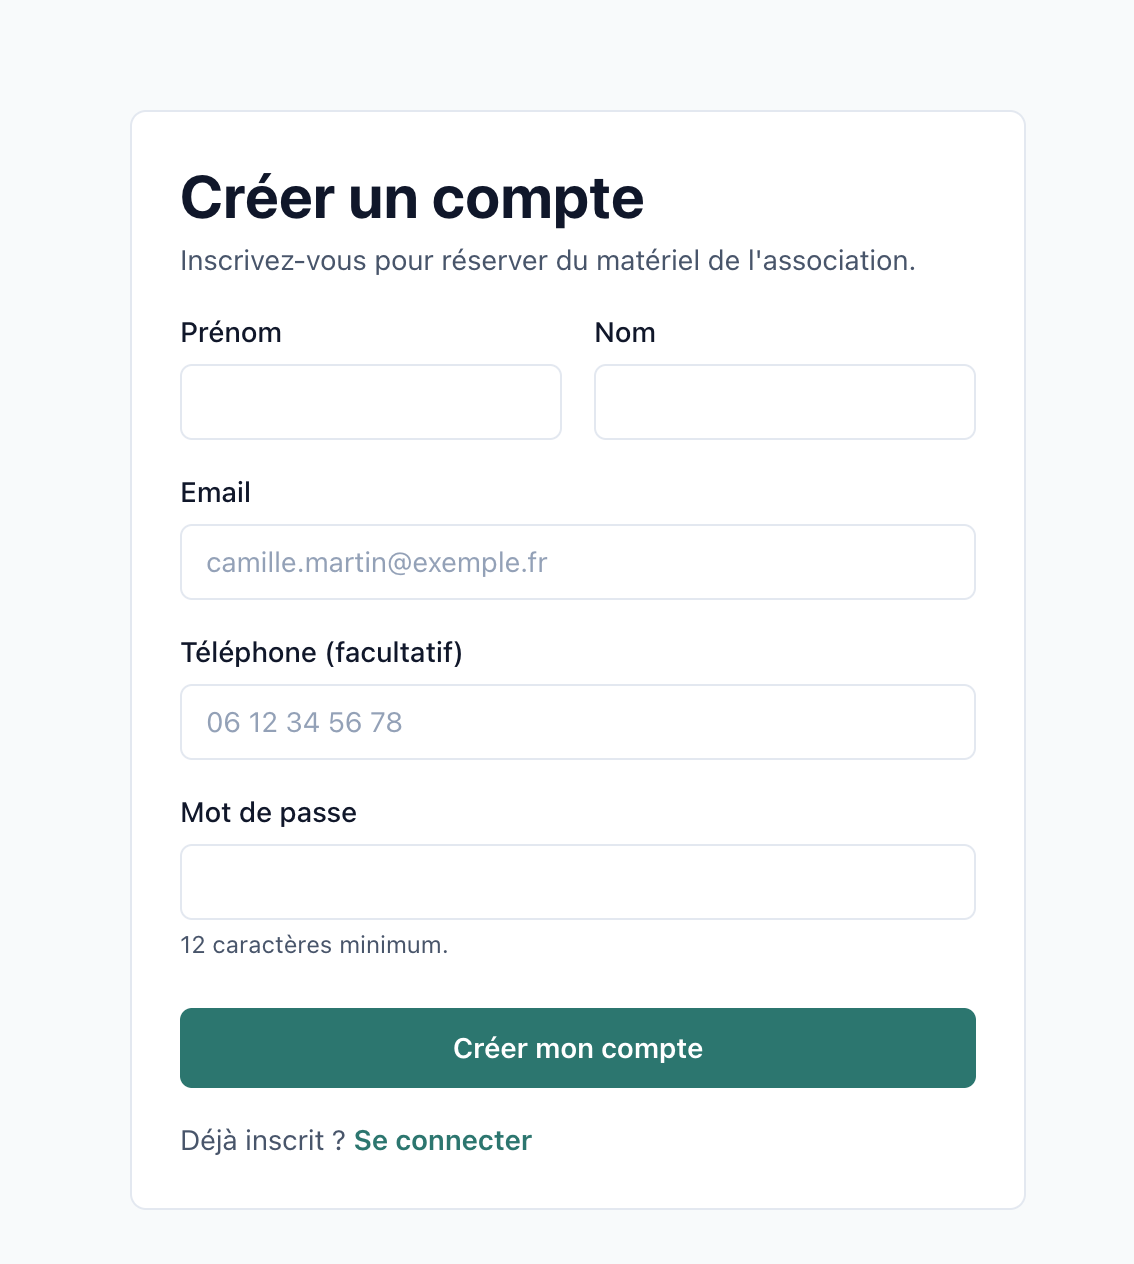 Créer un compte
Inscrivez-vous pour réserver du matériel de l'association.
Prénom
Nom
Email
camille.martin@exemple.fr
Téléphone (facultatif)
06 12 34 56 78
Mot de passe
12 caractères minimum.
Créer mon compte
Déjà inscrit ? Se connecter